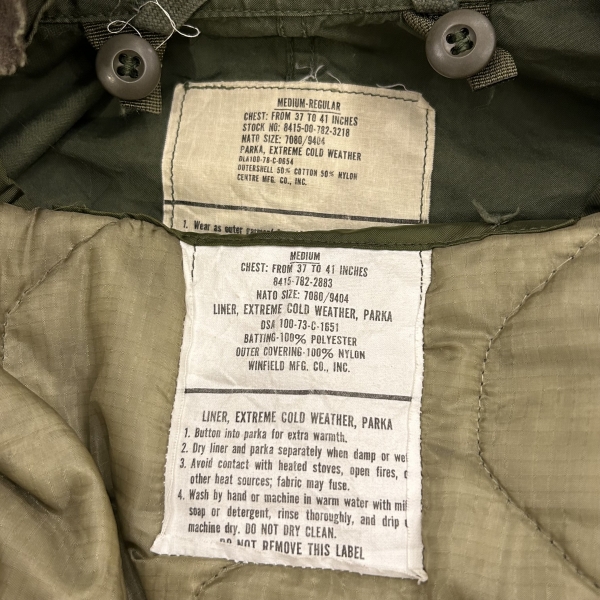 MEDIUM-REGULAR
CHEST: FROM 37 TO 41 INCHES
STOCK NO: 8415-00-782-3218
NATO SIZE: 7080/9404
PARKA, EXTREME COLD WEATHER
DLA100-78-C-0654
OUTERSHELL 50% COTTON 50% NYLON
CENTRE MFG. CO., INC.
1. Wear as outer
MEDIUM
CHEST: FROM 37 TO 41 INCHES
8415-782-2883
NATO SIZE: 7080/9404
LINER, EXTREME COLD WEATHER, PARKA
DSA 100-73-C-1651
BATTING-100% POLYESTER
OUTER COVERING-100% NYLON
WINFIELD MFG. CO., INC.
LINER, EXTREME COLD WEATHER, PARKA
1. Button into parka for extra warmth.
2. Dry liner and parka separately when damp or wet
3. Avoid contact with heated stoves, open fires,
other heat sources; fabric may fuse.
4. Wash by hand or machine in warm water with mil
soap or detergent, rinse thoroughly, and drip
machine dry. DO NOT DRY CLEAN.
DO NOT REMOVE THIS LABEL